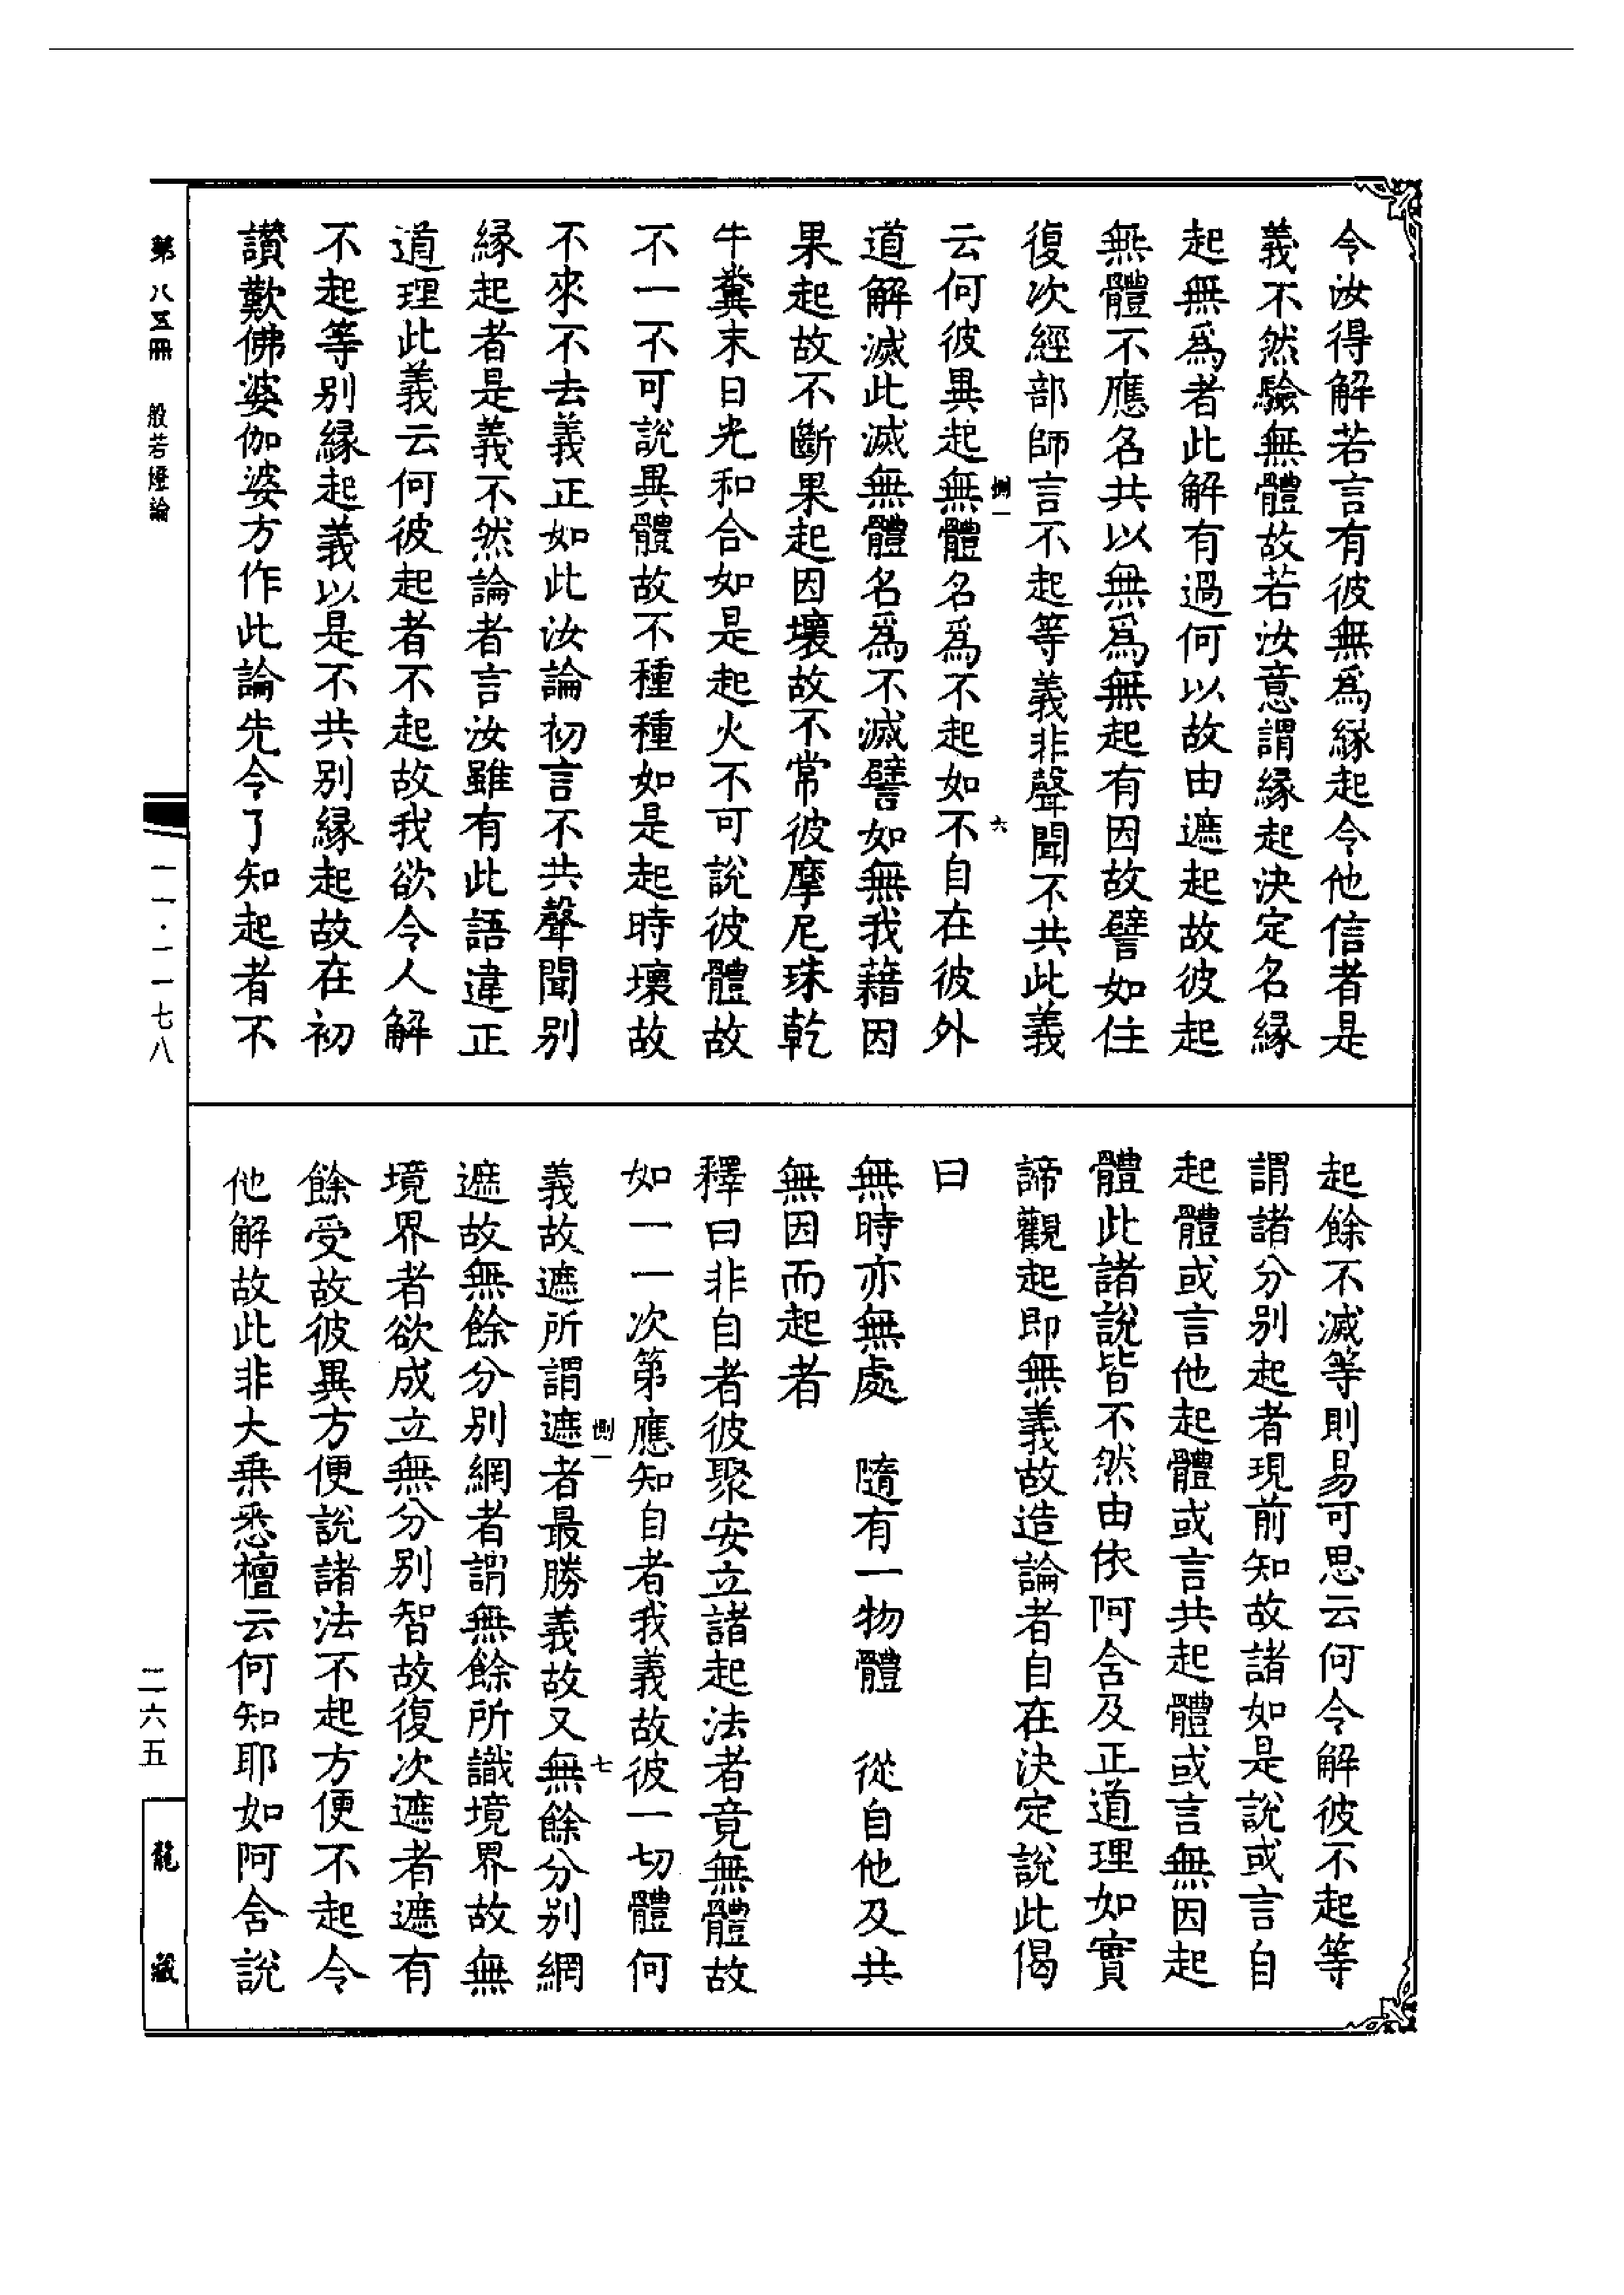 令汝得解若言有彼無爲緣起令他信者是
義不然驗無體故若汝意謂緣起決定名緣
起無爲者此解有過何以故由遮起故彼起
無體不應名共以無爲無起有因故譬如住
復次經部師言不起等義非聲聞不共此義
云何彼異起無體名爲不起如不自在彼外
側一
六
道解滅此滅無體名爲不滅譬如無我藉因
果起故不斷果起因壞故不常彼摩尼珠乾
牛糞末日光和合如是起火不可說彼體故
不一不可說異體故不種種如是起時壞故
不來不去義正如此汝論初言不共聲聞別
緣起者是義不然論者言汝雖有此語違正
道理此義云何彼起者不起故我欲令人解
不起等別緣起義以是不共別緣起故在初
讚歎佛婆伽婆方作此論先令了知起者不
起餘不滅等則易可思云何令解彼不起等
謂諸分別起者現前知故諸如是說或言自
起體或言他起體或言共起體或言無因起
體此諸說皆不然由依阿含及正道理如實
諦觀起即無義故造論者自在決定說此偈
曰
無時亦無處　隨有一物體　從自他及共
無因而起者
釋曰非自者彼聚安立諸起法者竟無體故
如一一次第應知自者我義故彼一切體何
義故遮所謂遮者最勝義故又無餘分別網
側一
七
遮故無餘分別網者謂無餘所識境界故無
境界者欲成立無分別智故復次遮者遮有
餘受故彼異方便說諸法不起方便不起令
他解故此非大乘悉檀云何知耶如阿含說
第八五冊　般若燈論
一一·一一七八
二六五
龍藏